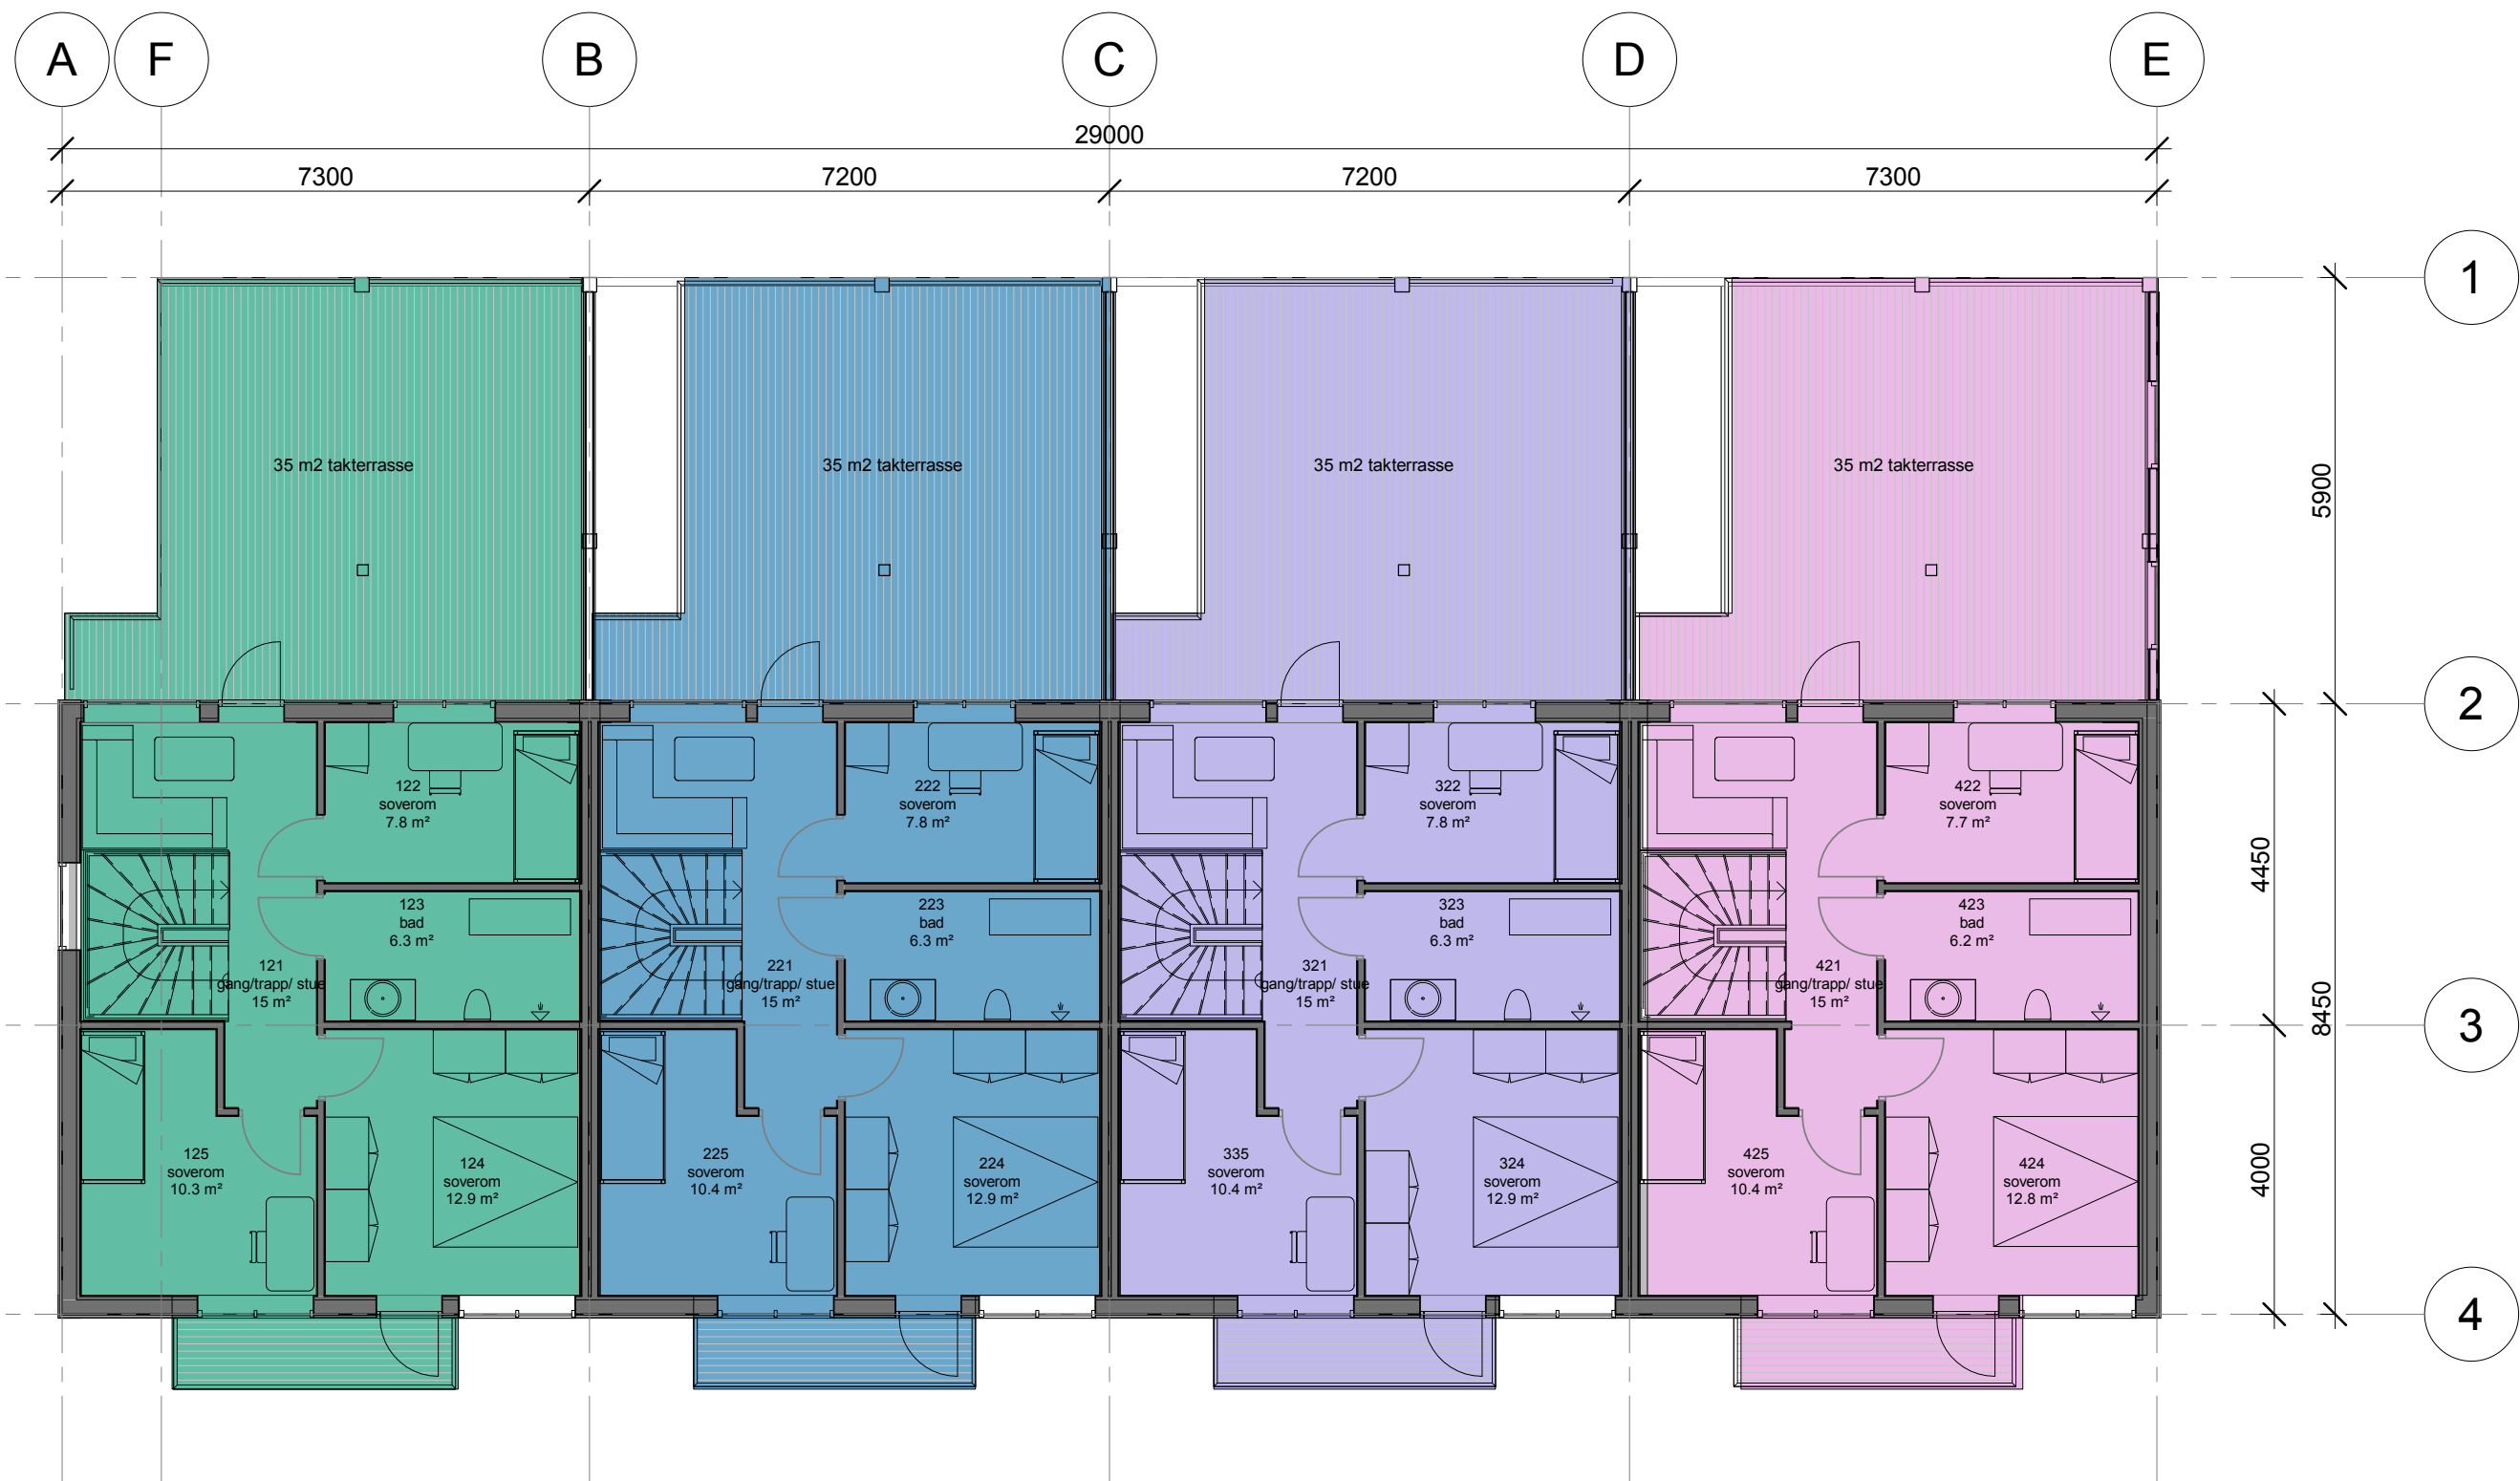 A
F
B
C
D
E
29000
7300
7200
7200
7300
1
35 m2 takterrasse
35 m2 takterrasse
35 m2 takterrasse
35 m2 takterrasse
5900
2
122
soverom
7.8 m²
222
soverom
7.8 m²
322
soverom
7.8 m²
422
soverom
7.7 m²
4450
123
bad
6.3 m²
223
bad
6.3 m²
323
bad
6.3 m²
423
bad
6.2 m²
121
gang/trapp/ stue
15 m²
221
gang/trapp/ stue
15 m²
321
gang/trapp/ stue
15 m²
421
gang/trapp/ stue
15 m²
8450
3
125
soverom
10.3 m²
124
soverom
12.9 m²
225
soverom
10.4 m²
224
soverom
12.9 m²
335
soverom
10.4 m²
324
soverom
12.9 m²
425
soverom
10.4 m²
424
soverom
12.8 m²
4000
4